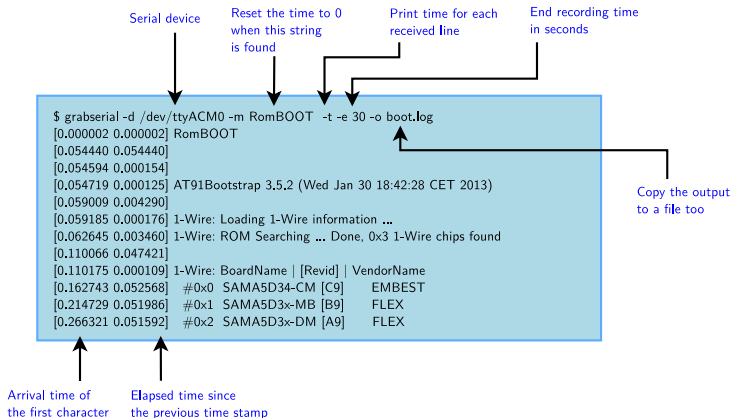 Serial device
Reset the time to 0
when this string
is found
Print time for each
received line
End recording time
in seconds
$ grabserial -d /dev/ttyACM0 -m RomBOOT -t -e 30 -o boot.log
[0.000002 0.000002] RomBOOT
[0.054440 0.054440]
[0.054594 0.000154]
[0.054719 0.000125] AT91Bootstrap 3.5.2 (Wed Jan 30 18:42:28 CET 2013)
[0.059009 0.004290]
[0.059185 0.000176] 1-Wire: Loading 1-Wire information ...
[0.062645 0.003460] 1-Wire: ROM Searching ... Done, 0x3 1-Wire chips found
[0.110066 0.047421]
[0.110175 0.000109] 1-Wire: BoardName | [Revid] | VendorName
[0.162743 0.052568] #0x0 SAMA5D34-CM [C9] EMBEST
[0.214729 0.051986] #0x1 SAMA5D3x-MB [B9] FLEX
[0.266321 0.051592] #0x2 SAMA5D3x-DM [A9] FLEX
Copy the output
to a file too
Arrival time of
the first character
Elapsed time since
the previous time stamp